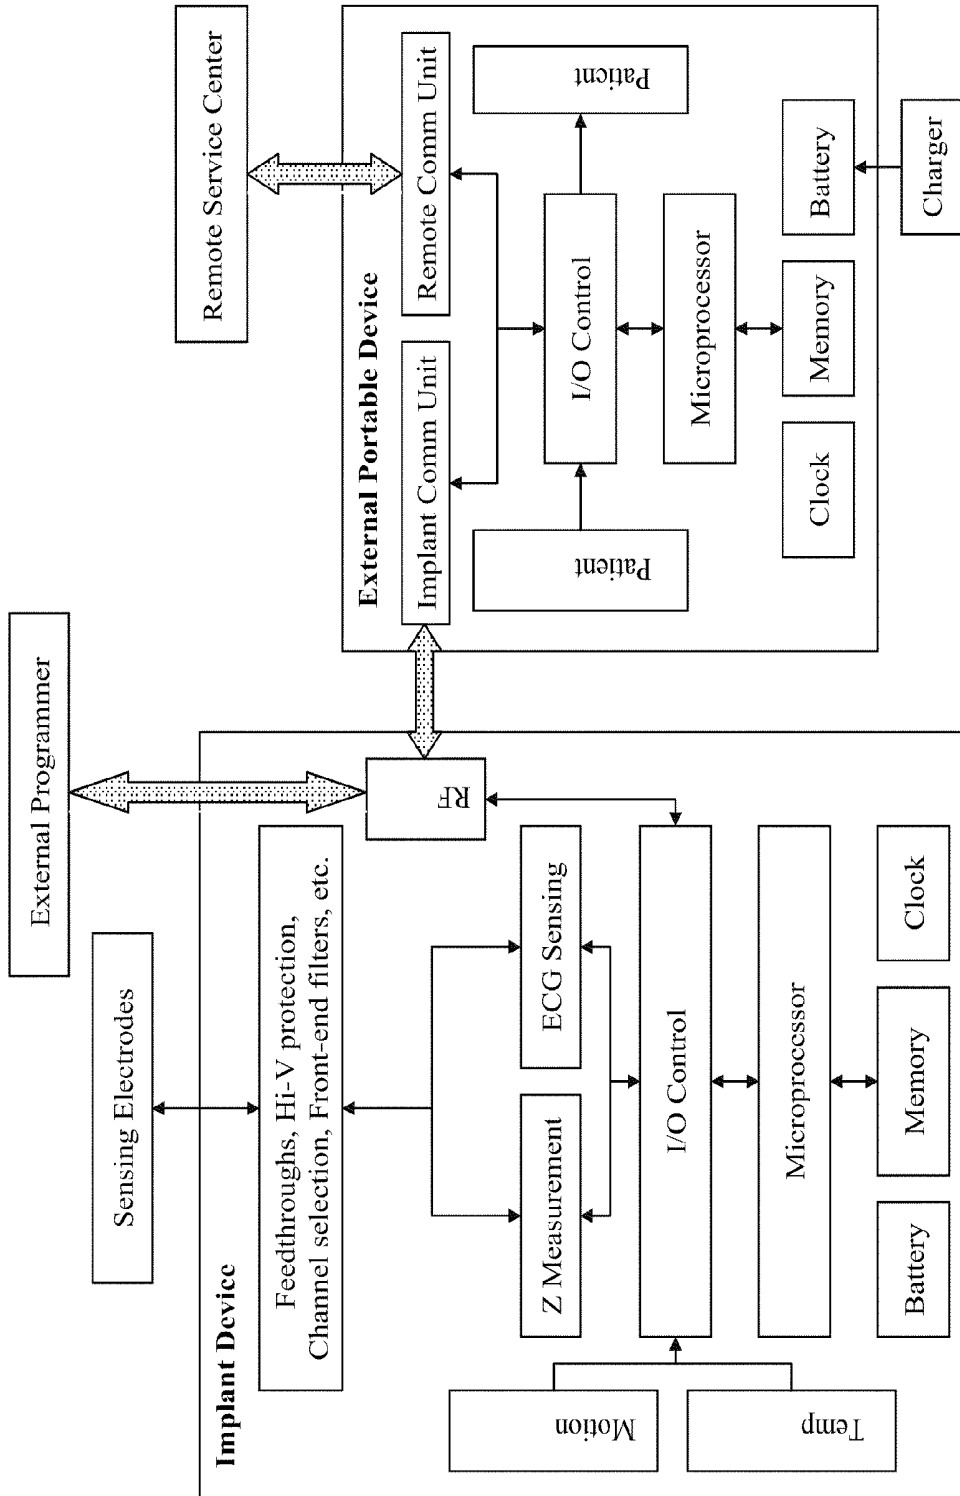 External Programmer
Remote Service Center
Sensing Electrodes
Implant Device
Feedthroughs, Hi-V protection,
Channel selection, Front-end filters, etc.
RF
Z Measurement
ECG Sensing
Motion
Temp
I/O Control
Microprocessor
Battery
Memory
Clock
External Portable Device
Implant Comm Unit
Remote Comm Unit
Patient
I/O Control
Patient
Microprocessor
Clock
Memory
Battery
Charger